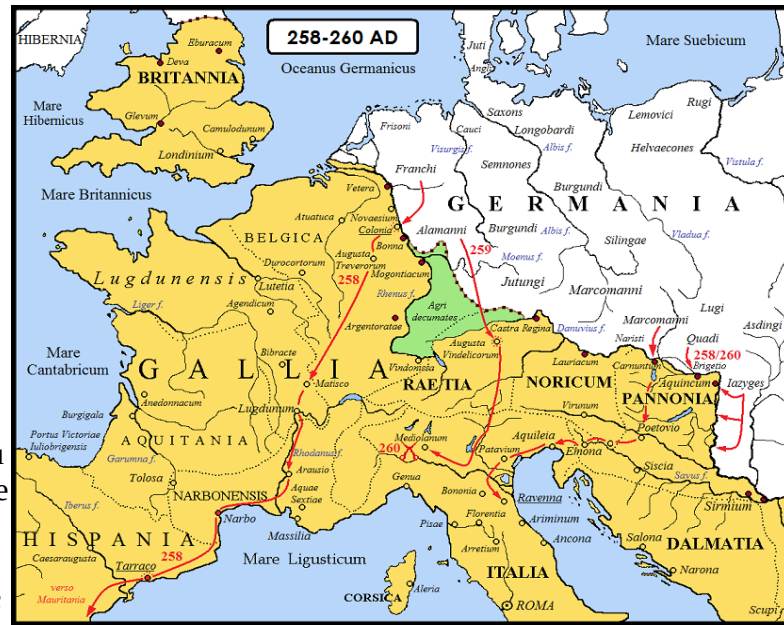 258-260 AD
HIBERNIA
Eburacum
Deva
BRITANNIA
Oceanus Germanicus
Juti
Angli
Mare Suebicum
Mare
Hibernicus
Glevum
Camulodunum
Londinium
Frisoni
Cauci
Saxons
Longobardi
Lemovici
Rugi
Helvaecones
Visurgis f.
Albis f.
Vistula f.
Semnones
Franchi
Burgundi
Mare Britannicus
Vetera
GERMANIA
Atuatuca
Novaesium
Colonia
Alamanni
Burgundi
Albis f.
Viadua f.
BELGICA
Bonna
259
Moenus f.
Silingae
Augusta
Treverorum
Mogontiacum
Jutungi
Durocortorum
Lugdunensis
Lutetia
258
Rhenus f.
Marcomanni
Lugi
Agendicum
Liger f.
Agri
decumates
Argentoratae
Castra Regina
Danuvius f.
Marcomanni
Naristi
Quadi
Asdingi
258/260
Mare
Cantabricum
Bibracte
GALLIA
Augusta
Vindelicorum
Vindonissa
Lauriacum
Carnuntum
Brigetio
Matisco
RAETIA
NORICUM
Aquincum
Iazyges
Anedonnacum
Virunum
PANNONIA
Burgigala
Lugdunum
Portus Victoriae
Iuliobrigensis
AQUITANIA
Mediolanum
Aquileia
Poetovio
260
Patavium
Emona
Garumna f.
Rhodanus f.
Arausio
Genua
Siscia
Savus f.
Tolosa
Aquae
Sextiae
Bononia
Ravenna
Sirmium
Iberus f.
NARBONENSIS
Florentia
Ariminum
Narbo
Massilia
Pisae
HISPANIA
Ancona
Salona
DALMATIA
Caesaraugusta
258
Mare Ligusticum
Arretium
Tarraco
Narona
ITALIA
verso
Mauritania
Aleria
CORSICA
ROMA
Scupi